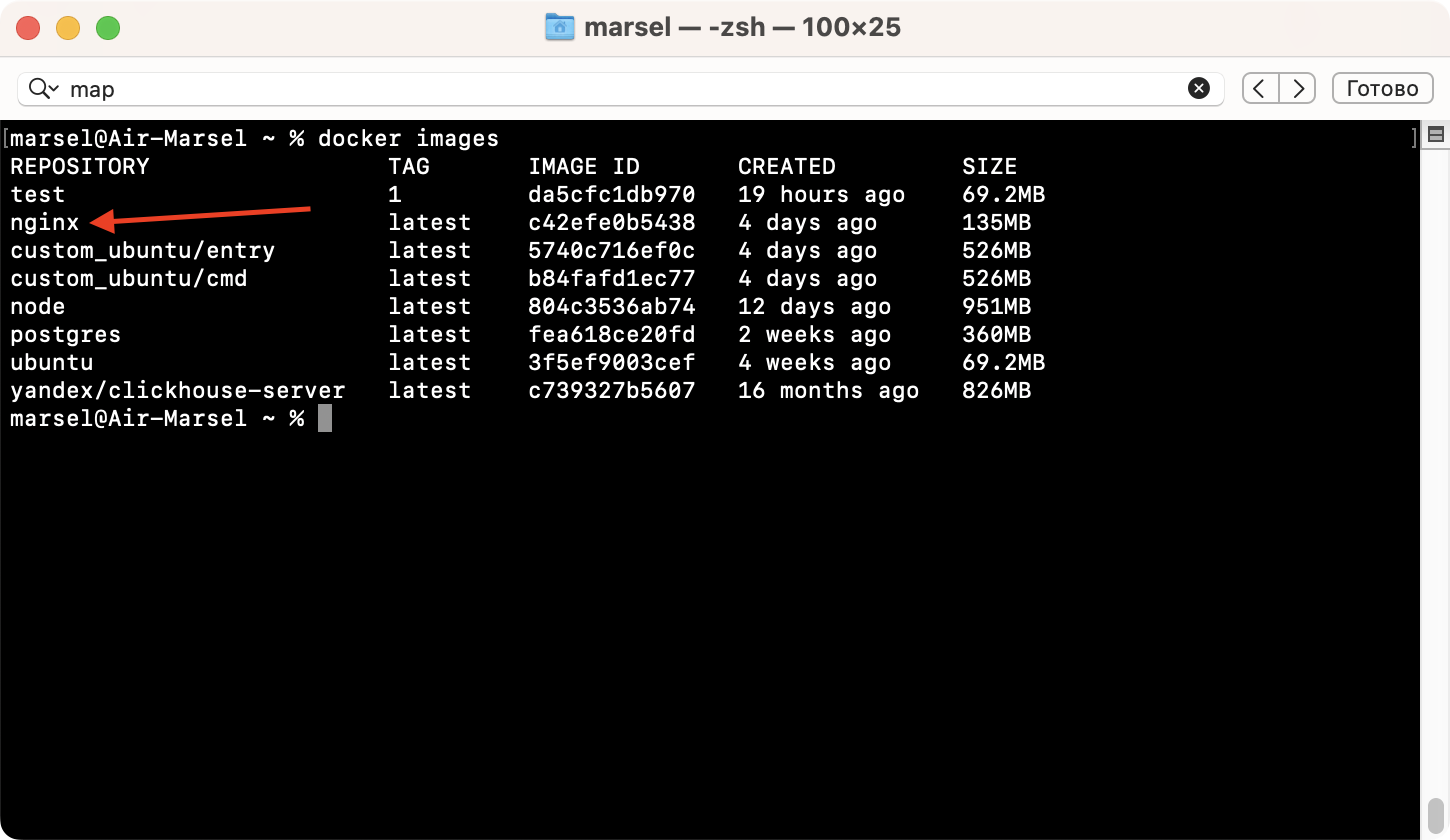 marsel — -zsh — 100×25
map
Готово
[marsel@Air-Marsel ~ % docker images ]
REPOSITORY TAG IMAGE ID CREATED SIZE
test 1 da5cfc1db970 19 hours ago 69.2MB
nginx latest c42efe0b5438 4 days ago 135MB
custom_ubuntu/entry latest 5740c716ef0c 4 days ago 526MB
custom_ubuntu/cmd latest b84fafd1ec77 4 days ago 526MB
node latest 804c3536ab74 12 days ago 951MB
postgres latest fea618ce20fd 2 weeks ago 360MB
ubuntu latest 3f5ef9003cef 4 weeks ago 69.2MB
yandex/clickhouse-server latest c739327b5607 16 months ago 826MB
marsel@Air-Marsel ~ %